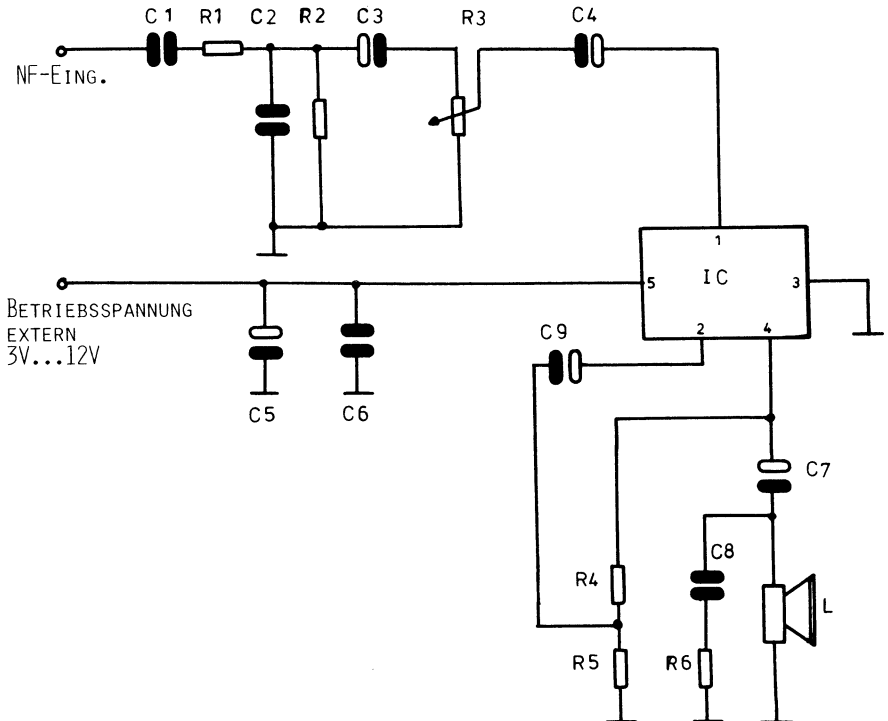 C1 R1 C2 R2 C3 R3 C4
NF-EING.
1
5 IC 3
2 4
BETRIEBSSPANNUNG
EXTERN
3V...12V
C9
C5 C6
C7
C8
R4
L
R5 R6